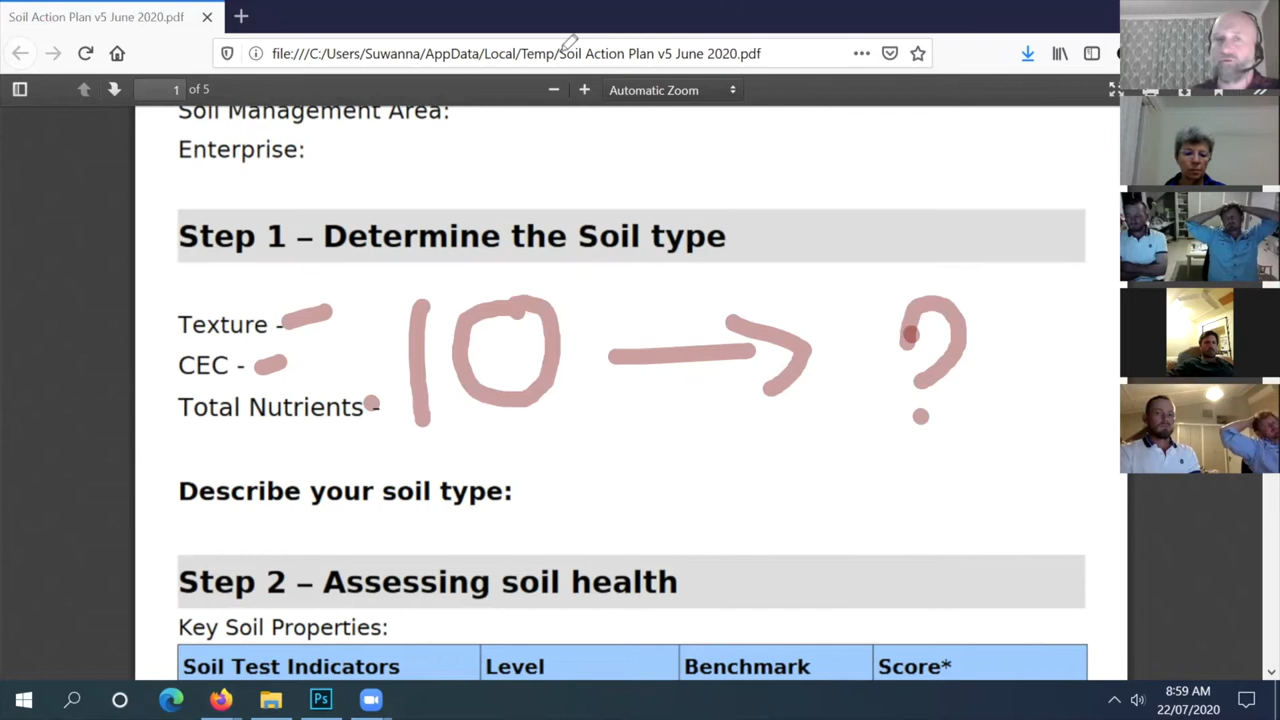 Soil Action Plan v5 June 2020.pdf
file:///C:/Users/Suwanna/AppData/Local/Temp/Soil Action Plan v5 June 2020.pdf
1 of 5
Automatic Zoom
Soil Management Area:
Enterprise:
Step 1 – Determine the Soil type
Texture -
CEC -
Total Nutrients -
10 → ?
Describe your soil type:
Step 2 – Assessing soil health
Key Soil Properties:
Soil Test Indicators Level Benchmark Score*
Ps
8:59 AM
22/07/2020